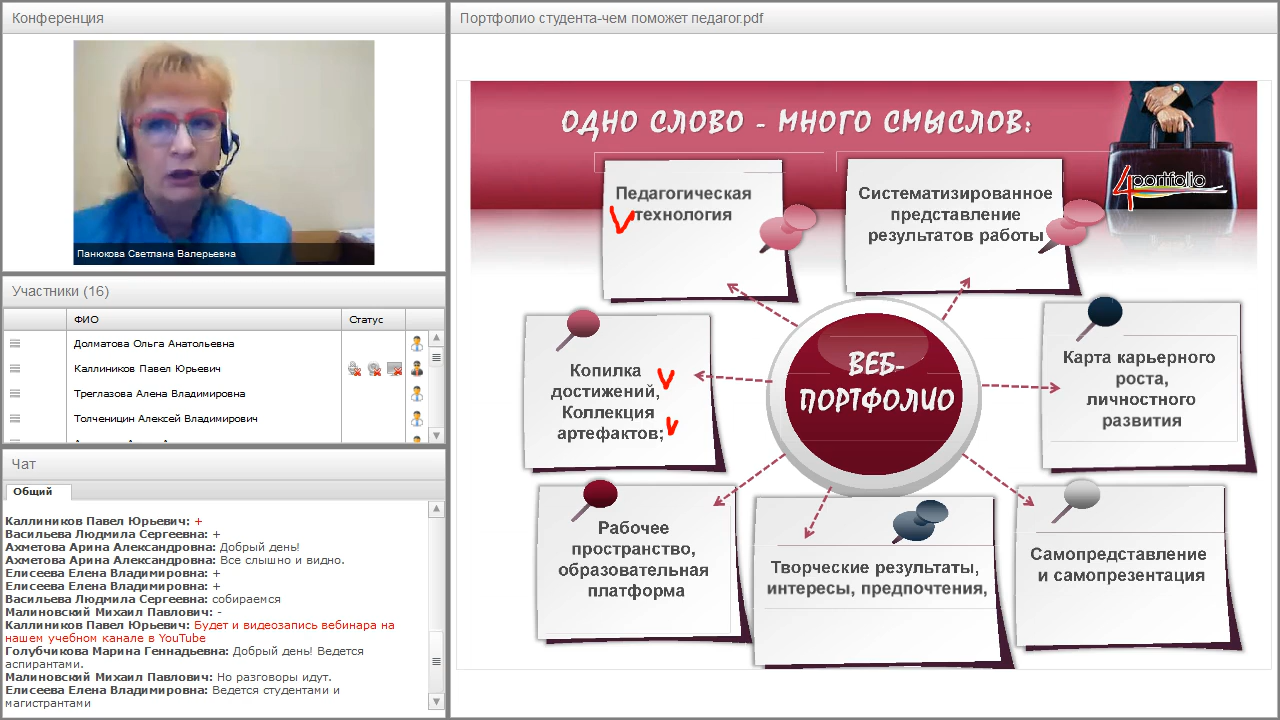 Конференция
Панюкова Светлана Валерьевна
Участники (16)
ФИО
Статус
Долматова Ольга Анатольевна
Каллиников Павел Юрьевич
Треглазова Алена Владимировна
Толченицин Алексей Владимирович
Чат
Общий
Каллиников Павел Юрьевич: +
Васильева Людмила Сергеевна: +
Ахметова Арина Александровна: Добрый день!
Ахметова Арина Александровна: Все слышно и видно.
Елисеева Елена Владимировна: +
Елисеева Елена Владимировна: +
Васильева Людмила Сергеевна: собираемся
Малиновский Михаил Павлович: -
Каллиников Павел Юрьевич: Будет и видеозапись вебинара на
нашем учебном канале в YouTube
Голубчикова Марина Геннадьевна: Добрый день! Ведется
аспирантами.
Малиновский Михаил Павлович: Но разговоры идут.
Елисеева Елена Владимировна: Ведется студентами и
магистрантами
Портфолио студента-чем поможет педагог.pdf
ОДНО СЛОВО - МНОГО СМЫСЛОВ:
4portfolio
Педагогическая
технология
Систематизированное
представление
результатов работы
Копилка
достижений,
Коллекция
артефактов;
ВЕБ-
ПОРТФОЛИО
Карта карьерного
роста,
личностного
развития
Рабочее
пространство,
образовательная
платформа
Творческие результаты,
интересы, предпочтения,
Самопредставление
и самопрезентация